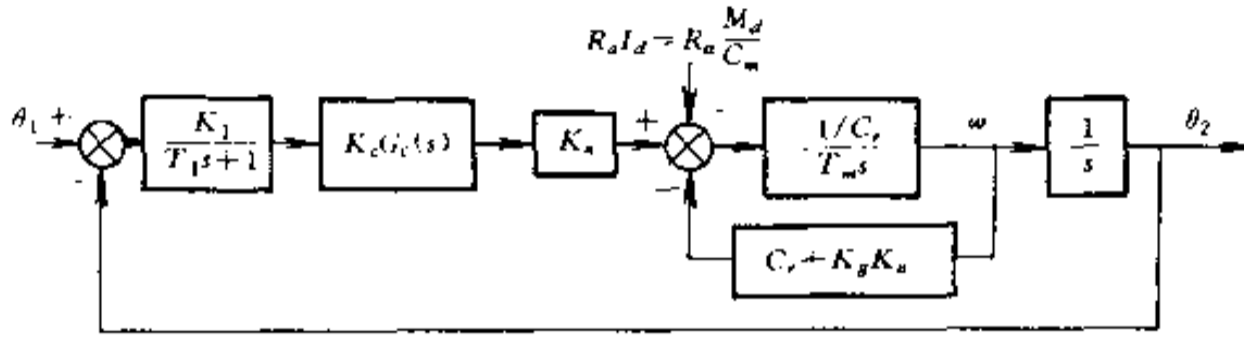 R_a I_d = R_a M_d / C_m
θ_1 + -
K_1 / T_1 s + 1
K_c G_c (s)
K_a
+ - -
1/C_e / T_m s
ω
1 / s
θ_2
C_e + K_g K_a